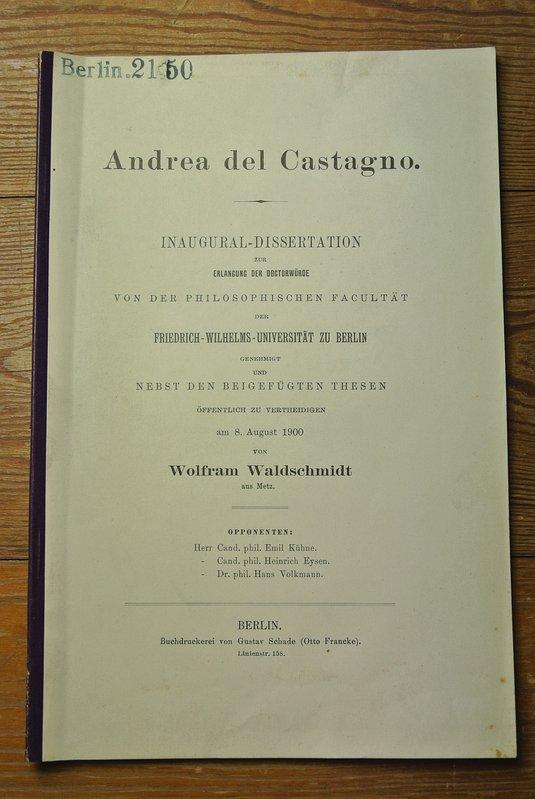 Berlin. 2150
Andrea del Castagno.
INAUGURAL-DISSERTATION
ZUR
ERLANGUNG DER DOCTORWÜRDE
VON DER PHILOSOPHISCHEN FACULTÄT
DER
FRIEDRICH-WILHELMS-UNIVERSITÄT ZU BERLIN
GENEHMIGT
UND
NEBST DEN BEIGEFÜGTEN THESEN
ÖFFENTLICH ZU VERTHEIDIGEN
am 8. August 1900
VON
Wolfram Waldschmidt
aus Metz.
OPPONENTEN:
Herr Cand. phil. Emil Kühne.
- Cand. phil. Heinrich Eysen.
- Dr. phil. Hans Volkmann.
BERLIN.
Buchdruckerei von Gustav Schade (Otto Francke).
Linienstr. 158.